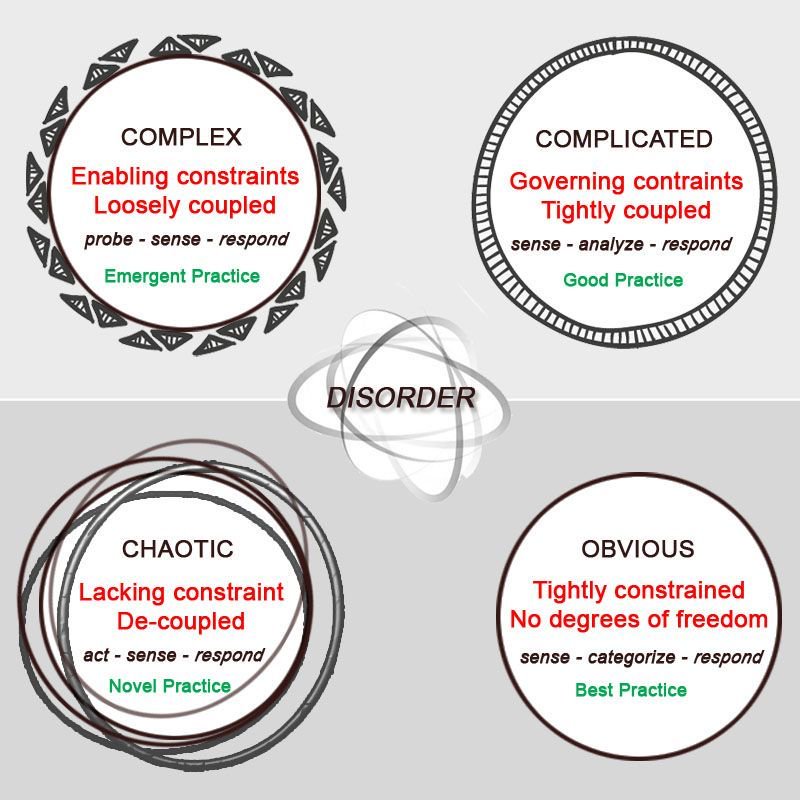 COMPLEX
Enabling constraints
Loosely coupled
probe - sense - respond
Emergent Practice
COMPLICATED
Governing contraints
Tightly coupled
sense - analyze - respond
Good Practice
DISORDER
CHAOTIC
Lacking constraint
De-coupled
act - sense - respond
Novel Practice
OBVIOUS
Tightly constrained
No degrees of freedom
sense - categorize - respond
Best Practice